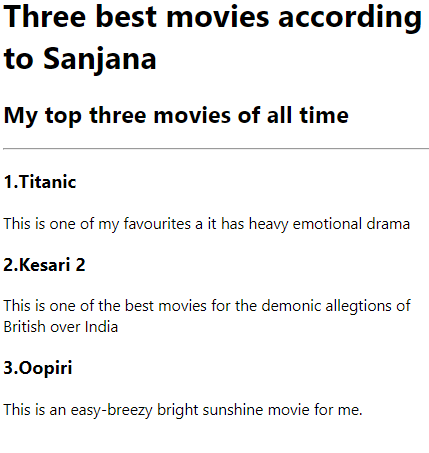 Three best movies according
to Sanjana
My top three movies of all time
1.Titanic
This is one of my favourites a it has heavy emotional drama
2.Kesari 2
This is one of the best movies for the demonic allegtions of
British over India
3.Oopiri
This is an easy-breezy bright sunshine movie for me.